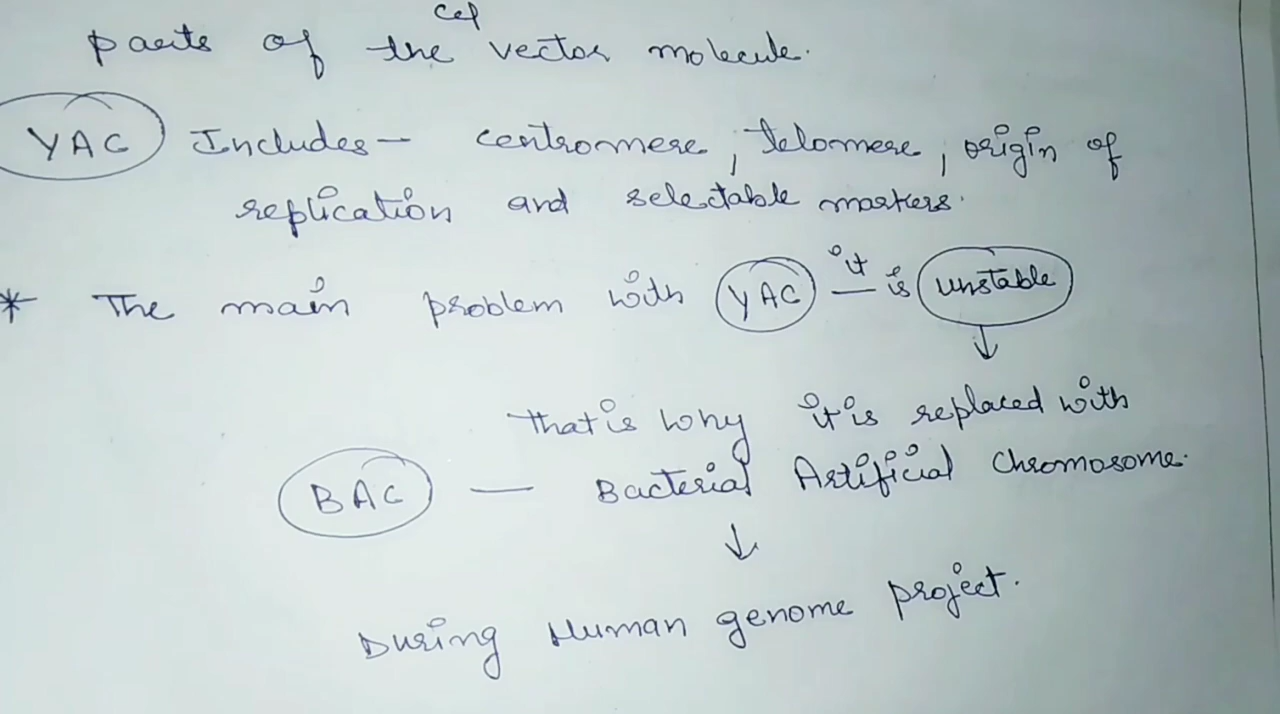 parts of the vector molecule.
YAC Includes - centromere, telomere, origin of
replication and selectable markers.
* The main problem with YAC - it is unstable
↓
that is why it is replaced with
BAC - Bacterial Artificial Chromosome.
↓
During Human genome project.